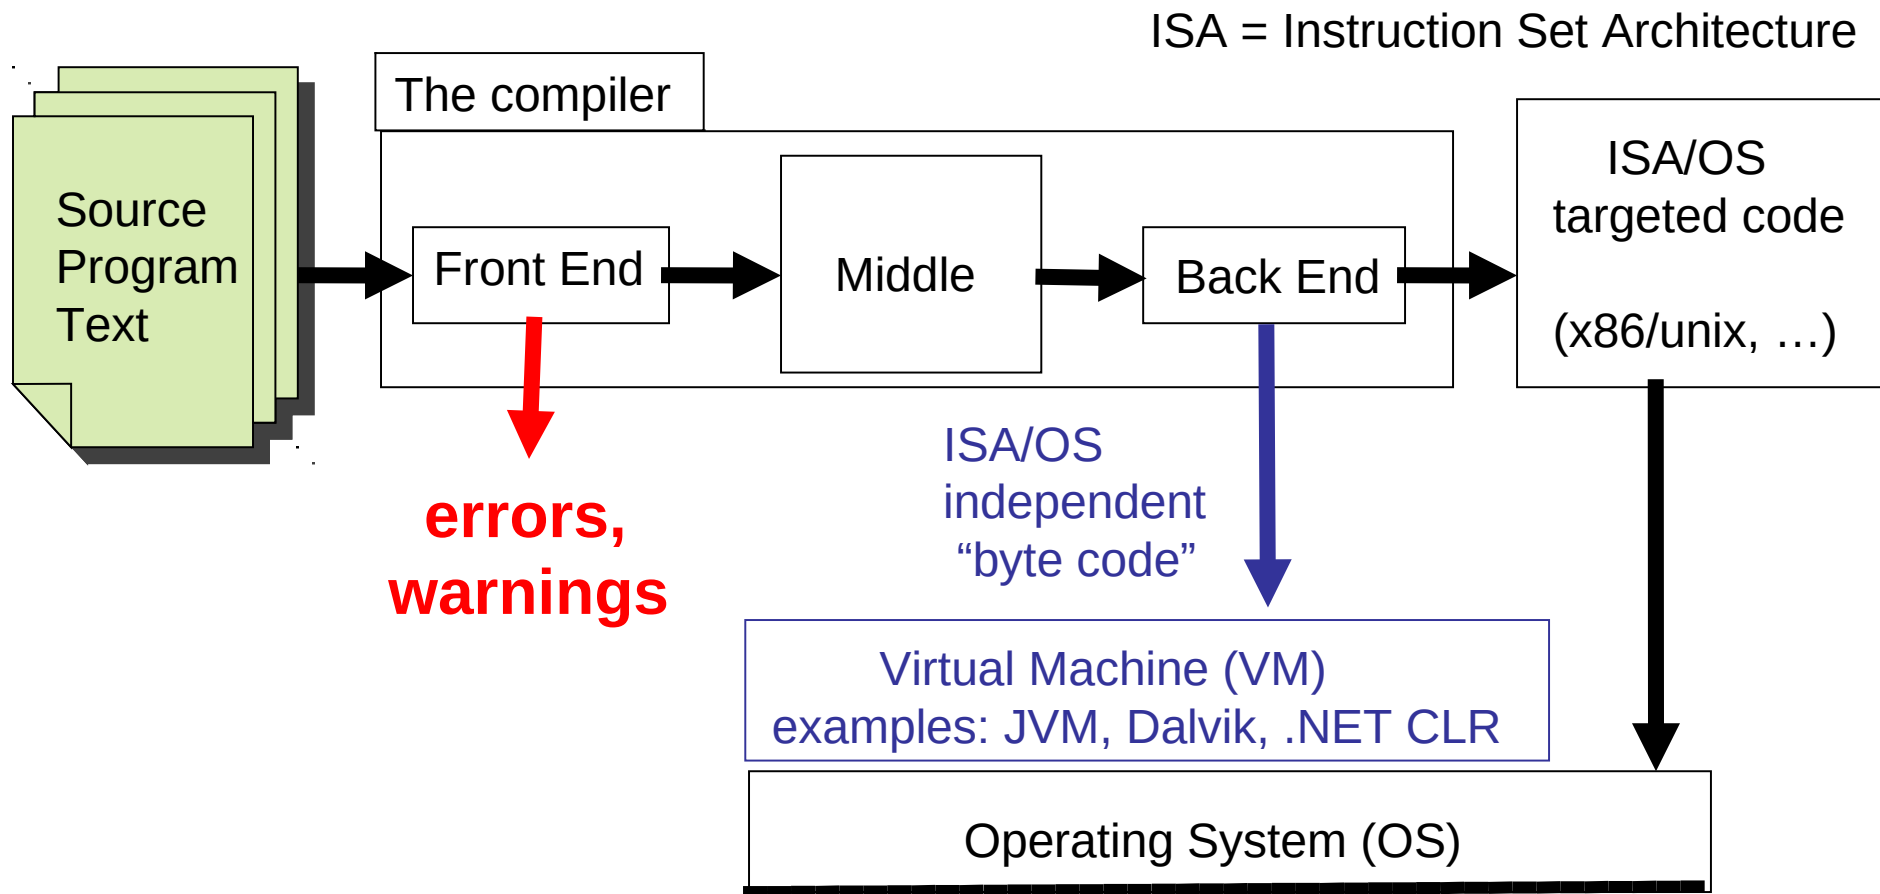 ISA = Instruction Set Architecture
The compiler
Source
Program
Text
Front End
Middle
Back End
ISA/OS
targeted code
(x86/unix, …)
errors,
warnings
ISA/OS
independent
“byte code”
Virtual Machine (VM)
examples: JVM, Dalvik, .NET CLR
Operating System (OS)